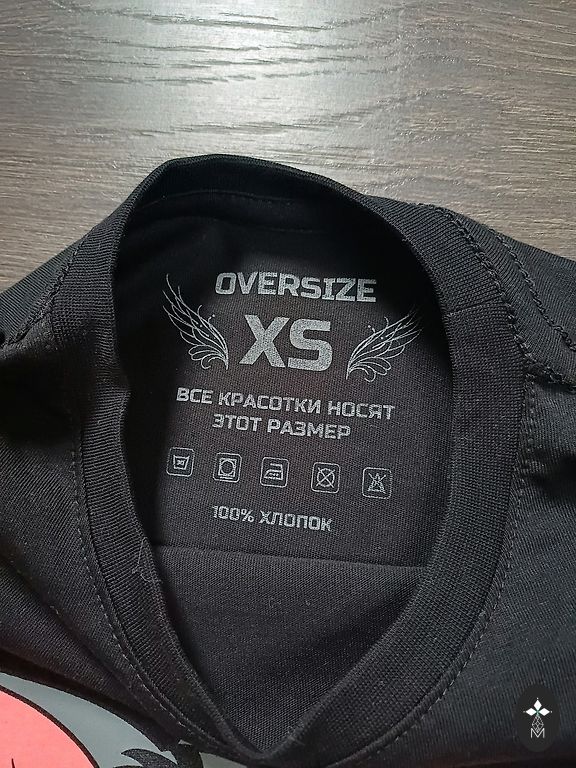 OVERSIZE
XS
ВСЕ КРАСОТКИ НОСЯТ
ЭТОТ РАЗМЕР
100% ХЛОПОК